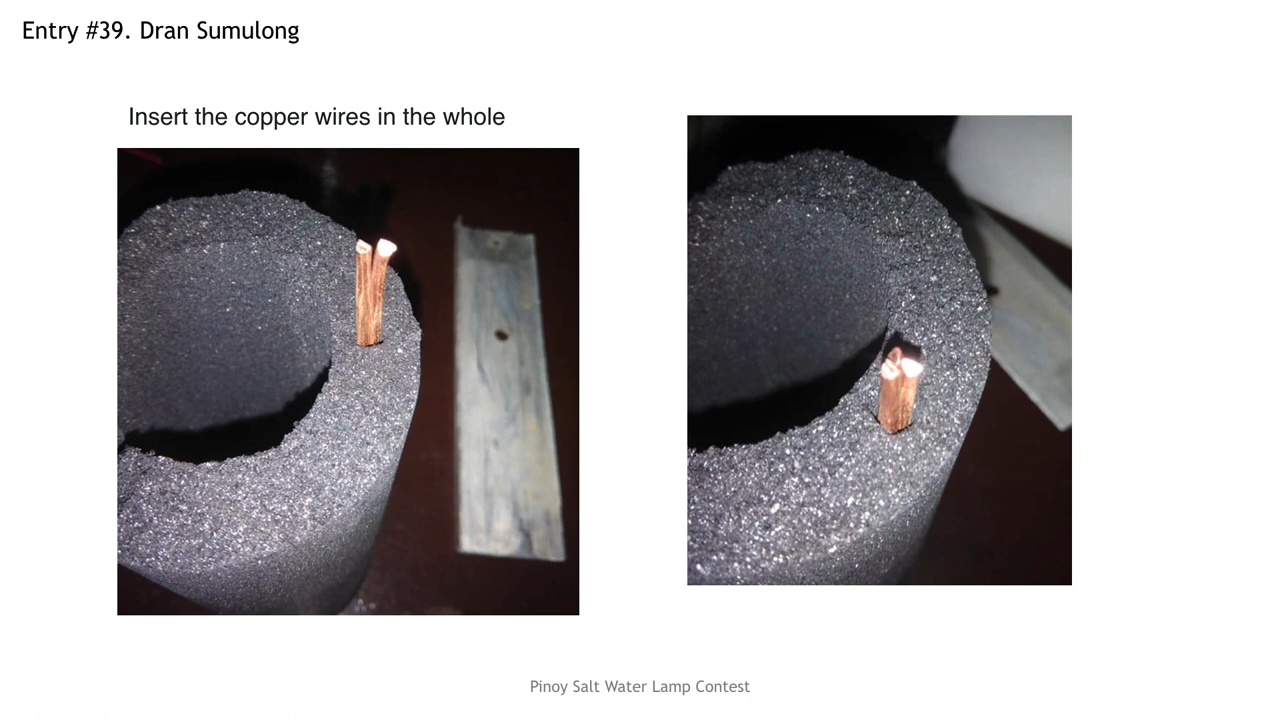 Entry #39. Dran Sumulong
Insert the copper wires in the whole
Pinoy Salt Water Lamp Contest